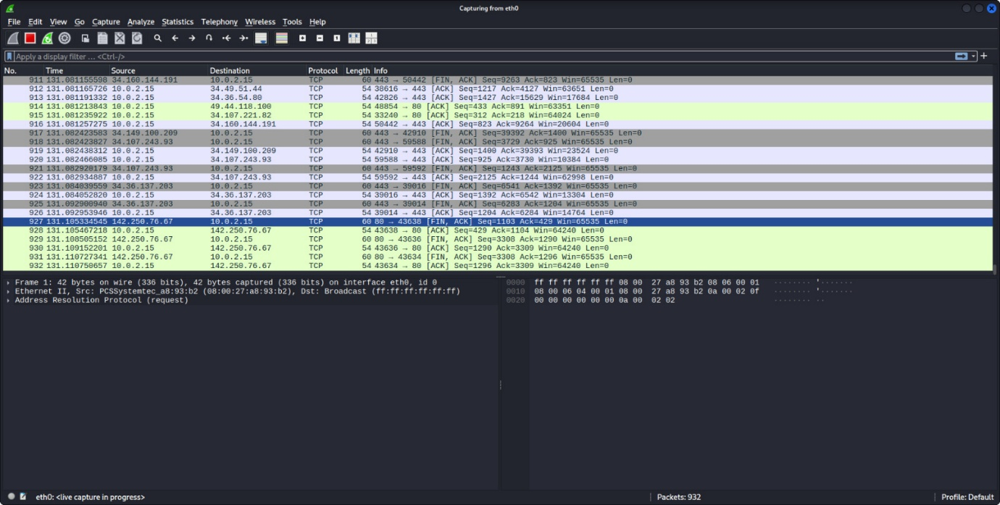 Capturing from eth0
File Edit View Go Capture Analyze Statistics Telephony Wireless Tools Help
Apply a display filter ... <Ctrl-/>
No. Time Source Destination Protocol Length Info
911 131.081155598 34.160.144.191 10.0.2.15 TCP 60 443 → 50442 [FIN, ACK] Seq=9263 Ack=823 Win=65535 Len=0
912 131.081165726 10.0.2.15 34.49.51.44 TCP 54 38616 → 443 [ACK] Seq=1217 Ack=4127 Win=63651 Len=0
913 131.081191332 10.0.2.15 34.36.54.80 TCP 54 42826 → 443 [ACK] Seq=1427 Ack=15629 Win=17684 Len=0
914 131.081213843 10.0.2.15 49.44.118.100 TCP 54 48854 → 80 [ACK] Seq=433 Ack=891 Win=63351 Len=0
915 131.081235922 10.0.2.15 34.107.221.82 TCP 54 33240 → 80 [ACK] Seq=312 Ack=218 Win=64024 Len=0
916 131.081257275 10.0.2.15 34.160.144.191 TCP 54 50442 → 443 [ACK] Seq=823 Ack=9264 Win=20604 Len=0
917 131.082423583 34.149.100.209 10.0.2.15 TCP 60 443 → 42910 [FIN, ACK] Seq=39392 Ack=1400 Win=65535 Len=0
918 131.082423827 34.107.243.93 10.0.2.15 TCP 60 443 → 59588 [FIN, ACK] Seq=3729 Ack=925 Win=65535 Len=0
919 131.082438312 10.0.2.15 34.149.100.209 TCP 54 42910 → 443 [ACK] Seq=1400 Ack=39393 Win=23524 Len=0
920 131.082466085 10.0.2.15 34.107.243.93 TCP 54 59588 → 443 [ACK] Seq=925 Ack=3730 Win=10384 Len=0
921 131.082920179 34.107.243.93 10.0.2.15 TCP 60 443 → 59592 [FIN, ACK] Seq=1243 Ack=2125 Win=65535 Len=0
922 131.082934887 10.0.2.15 34.107.243.93 TCP 54 59592 → 443 [ACK] Seq=2125 Ack=1244 Win=62998 Len=0
923 131.084039559 34.36.137.203 10.0.2.15 TCP 60 443 → 39016 [FIN, ACK] Seq=6541 Ack=1392 Win=65535 Len=0
924 131.084052820 10.0.2.15 34.36.137.203 TCP 54 39016 → 443 [ACK] Seq=1392 Ack=6542 Win=13304 Len=0
925 131.092900940 34.36.137.203 10.0.2.15 TCP 60 443 → 39014 [FIN, ACK] Seq=6283 Ack=1204 Win=65535 Len=0
926 131.092953946 10.0.2.15 34.36.137.203 TCP 54 39014 → 443 [ACK] Seq=1204 Ack=6284 Win=14764 Len=0
927 131.105334545 142.250.76.67 10.0.2.15 TCP 60 80 → 43638 [FIN, ACK] Seq=1103 Ack=429 Win=65535 Len=0
928 131.105467218 10.0.2.15 142.250.76.67 TCP 54 43638 → 80 [ACK] Seq=429 Ack=1104 Win=64240 Len=0
929 131.108505152 142.250.76.67 10.0.2.15 TCP 60 80 → 43636 [FIN, ACK] Seq=3308 Ack=1290 Win=65535 Len=0
930 131.109152201 10.0.2.15 142.250.76.67 TCP 54 43636 → 80 [ACK] Seq=1290 Ack=3309 Win=64240 Len=0
931 131.110727341 142.250.76.67 10.0.2.15 TCP 60 80 → 43634 [FIN, ACK] Seq=3308 Ack=1296 Win=65535 Len=0
932 131.110750657 10.0.2.15 142.250.76.67 TCP 54 43634 → 80 [ACK] Seq=1296 Ack=3309 Win=64240 Len=0
Frame 1: 42 bytes on wire (336 bits), 42 bytes captured (336 bits) on interface eth0, id 0
Ethernet II, Src: PCSSystemtec_a8:93:b2 (08:00:27:a8:93:b2), Dst: Broadcast (ff:ff:ff:ff:ff:ff)
Address Resolution Protocol (request)
0000 ff ff ff ff ff ff 08 00 27 a8 93 b2 08 06 00 01 ········ '·······
0010 08 00 06 04 00 01 08 00 27 a8 93 b2 0a 00 02 0f ········ '·······
0020 00 00 00 00 00 00 0a 00 02 02 ········ ··
eth0: <live capture in progress>
Packets: 932
Profile: Default